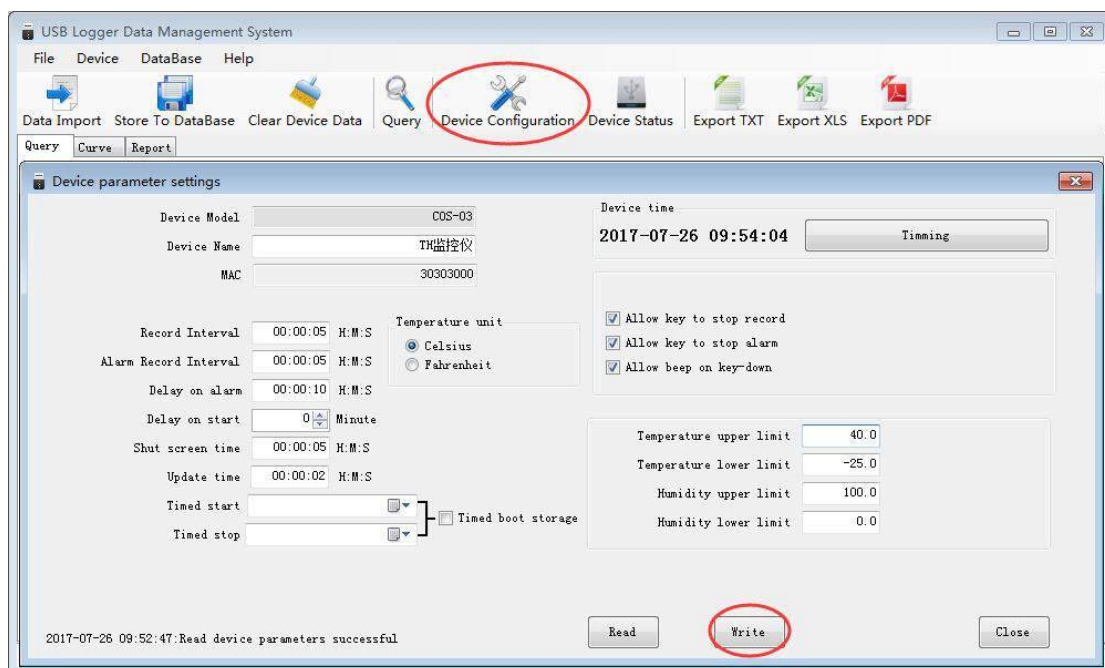 USB Logger Data Management System
File Device DataBase Help
Data Import Store To DataBase Clear Device Data Query Device Configuration Device Status Export TXT Export XLS Export PDF
Query Curve Report
Device parameter settings
Device Model COS-03
Device Name TH监控仪
MAC 30303000
Device time
2017-07-26 09:54:04 Timming
Record Interval 00:00:05 H:M:S
Alarm Record Interval 00:00:05 H:M:S
Delay on alarm 00:00:10 H:M:S
Delay on start 0 Minute
Shut screen time 00:00:05 H:M:S
Update time 00:00:02 H:M:S
Timed start
Timed stop
Timed boot storage
Temperature unit
Celsius
Fahrenheit
Allow key to stop record
Allow key to stop alarm
Allow beep on key-down
Temperature upper limit 40.0
Temperature lower limit -25.0
Humidity upper limit 100.0
Humidity lower limit 0.0
2017-07-26 09:52:47:Read device parameters successful
Read Write Close